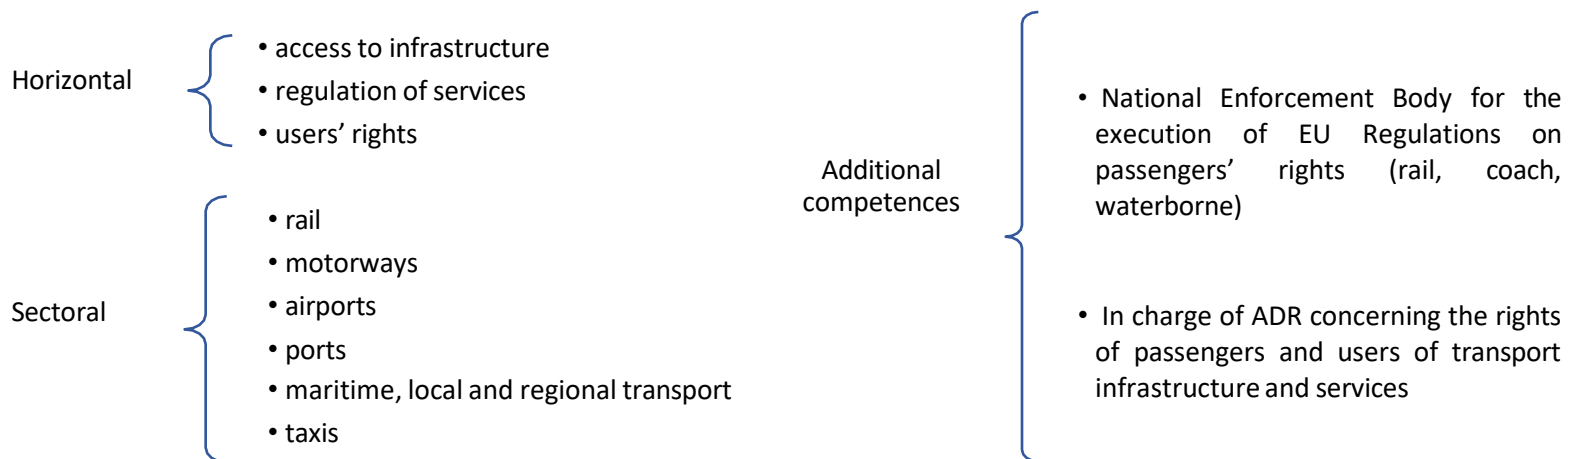 Horizontal
• access to infrastructure
• regulation of services
• users’ rights
Sectoral
• rail
• motorways
• airports
• ports
• maritime, local and regional transport
• taxis
Additional
competences
• National Enforcement Body for the
execution of EU Regulations on
passengers’ rights (rail, coach,
waterborne)
• In charge of ADR concerning the rights
of passengers and users of transport
infrastructure and services